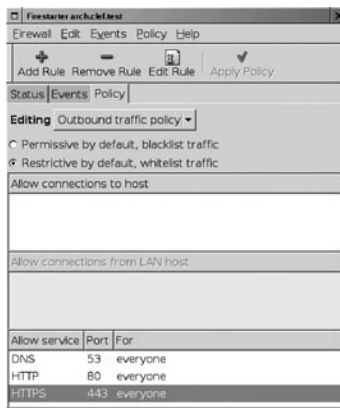 Firestarter arch.clef.test
Firewall Edit Events Policy Help
Add Rule Remove Rule Edit Rule Apply Policy
Status Events Policy
Editing Outbound traffic policy
Permissive by default, blacklist traffic
Restrictive by default, whitelist traffic
Allow connections to host
Allow connections from LAN host
Allow service Port For
DNS 53 everyone
HTTP 80 everyone
HTTPS 443 everyone